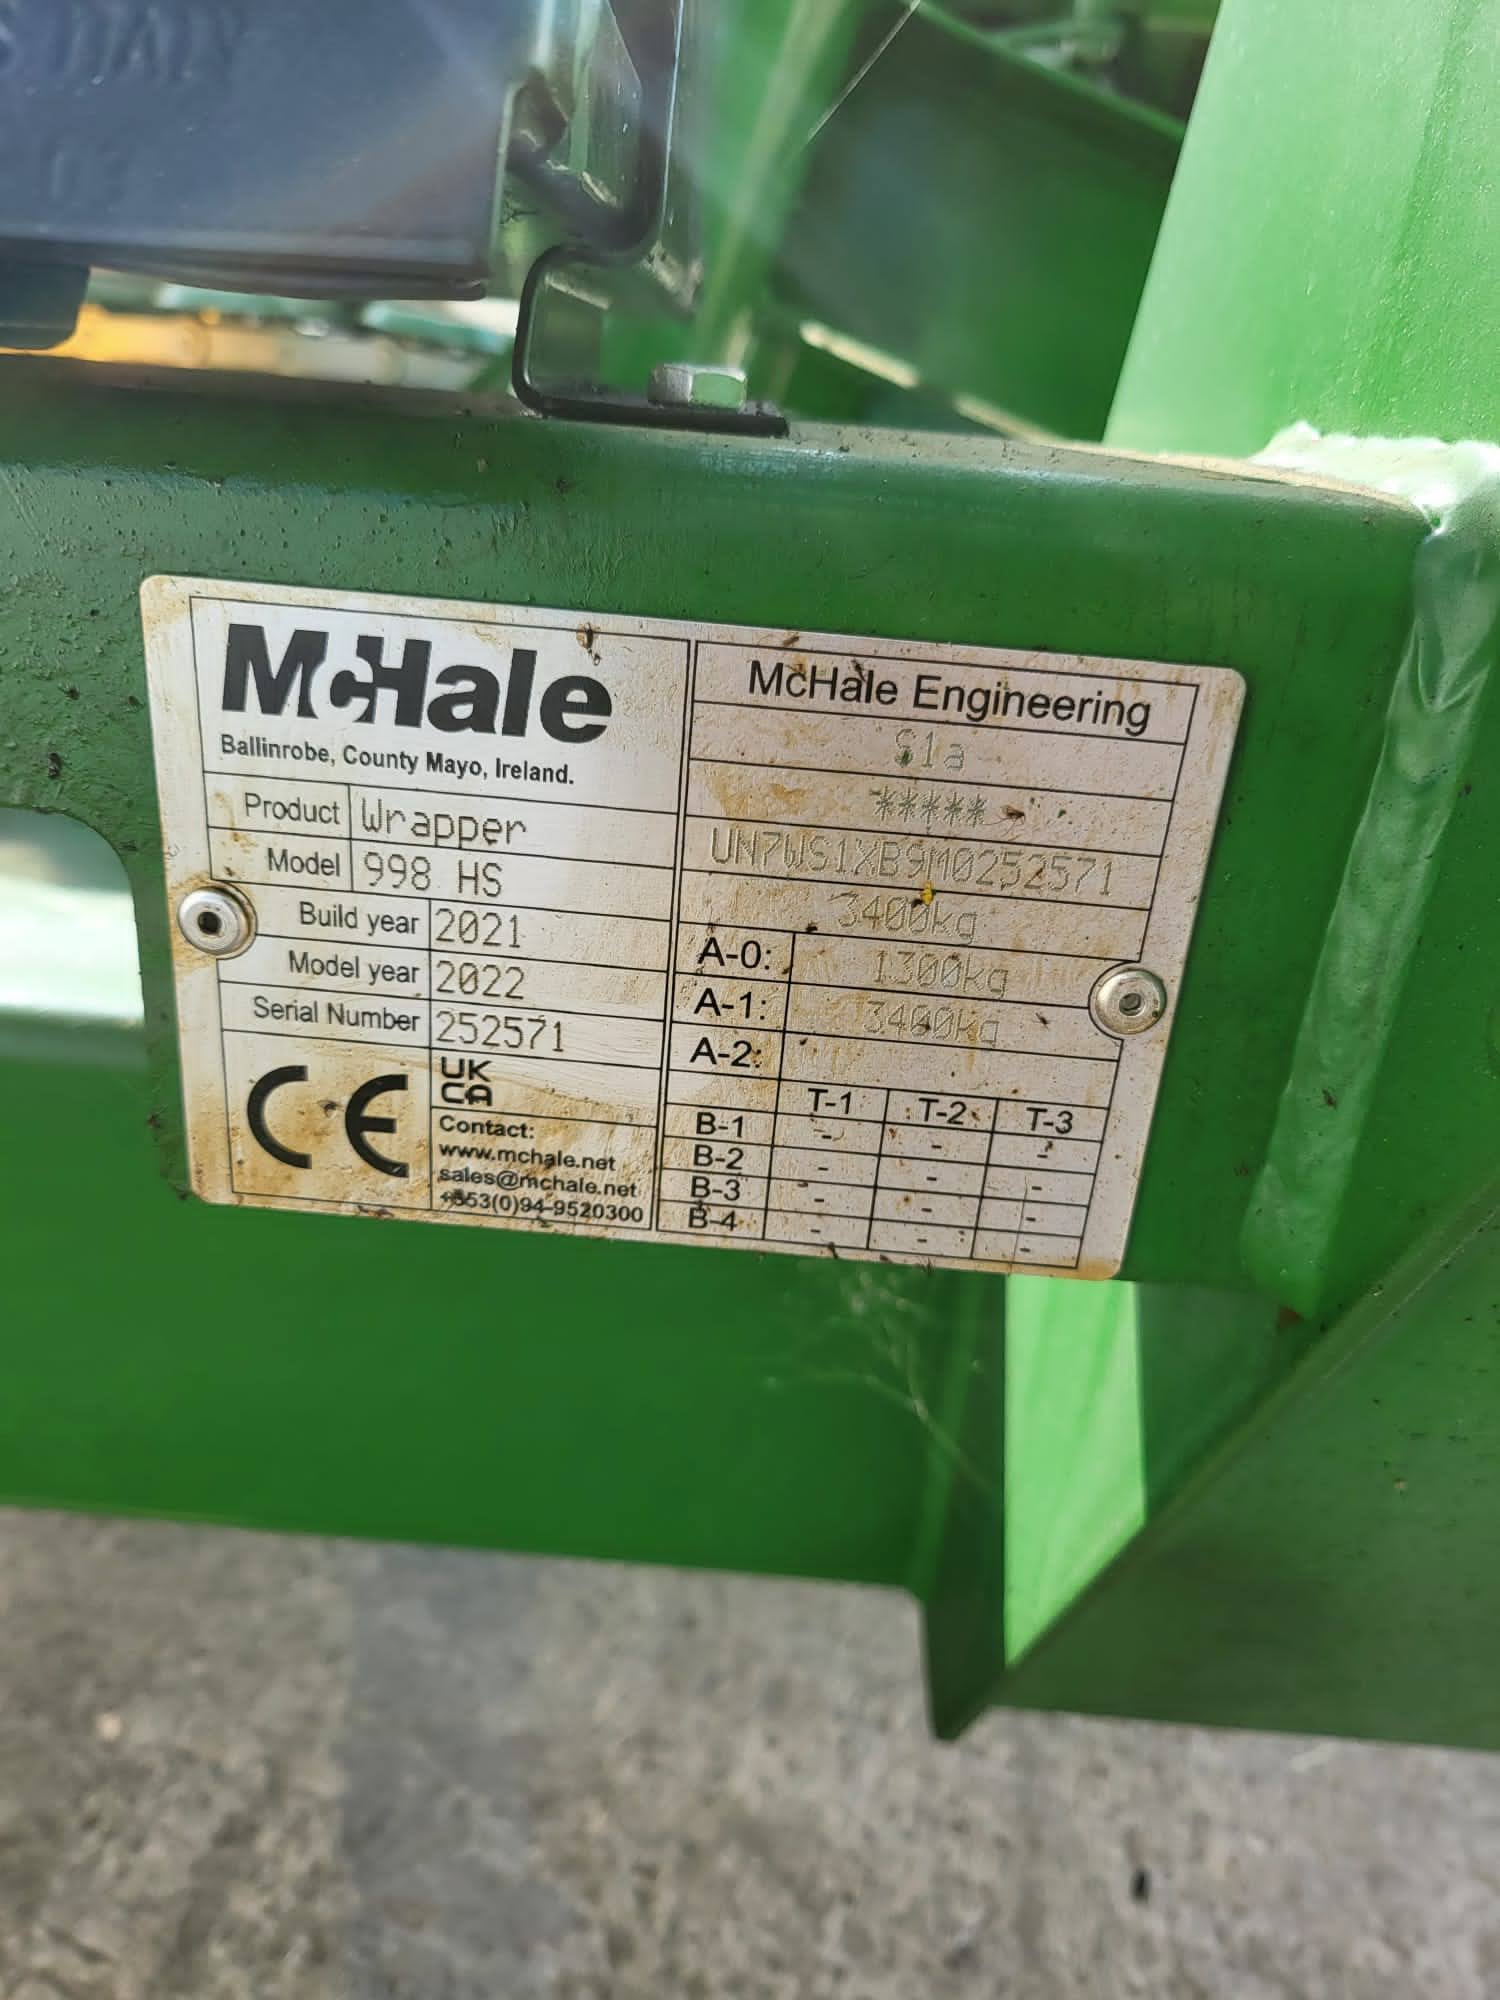 ITALY
McHale
Ballinrobe, County Mayo, Ireland.
Product Wrapper
Model 998 HS
Build year 2021
Model year 2022
Serial Number 252571
CE
UK
CA
Contact:
www.mchale.net
sales@mchale.net
+353(0)94-9520300
McHale Engineering
S1a
*****
UN7WS1XB9M0252571
3400kg
A-0: 1300kg
A-1: 3400kg
A-2:
T-1 T-2 T-3
B-1 - - -
B-2 - - -
B-3 - - -
B-4 - - -